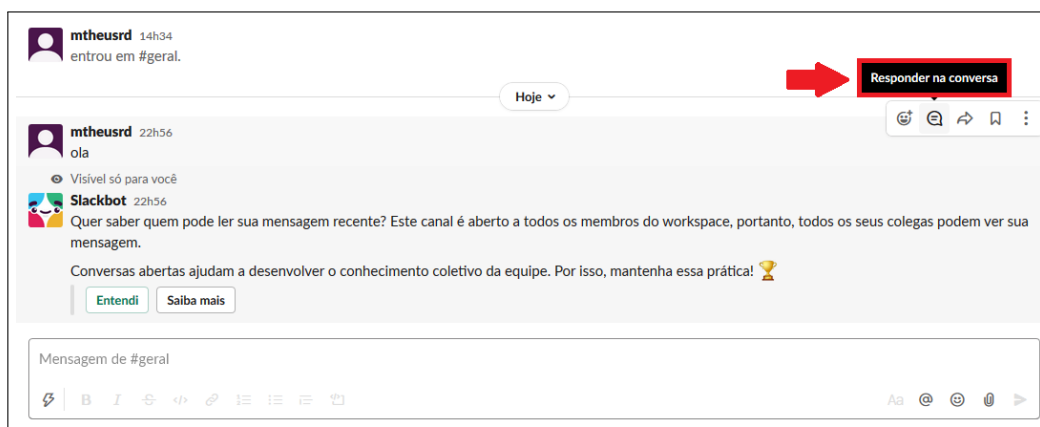 mtheusrd 14h34
entrou em #geral.
Responder na conversa
Hoje
mtheusrd 22h56
ola
Visível só para você
Slackbot 22h56
Quer saber quem pode ler sua mensagem recente? Este canal é aberto a todos os membros do workspace, portanto, todos os seus colegas podem ver sua
mensagem.
Conversas abertas ajudam a desenvolver o conhecimento coletivo da equipe. Por isso, mantenha essa prática! 🏆
Entendi Saiba mais
Mensagem de #geral
B I S </> Aa @